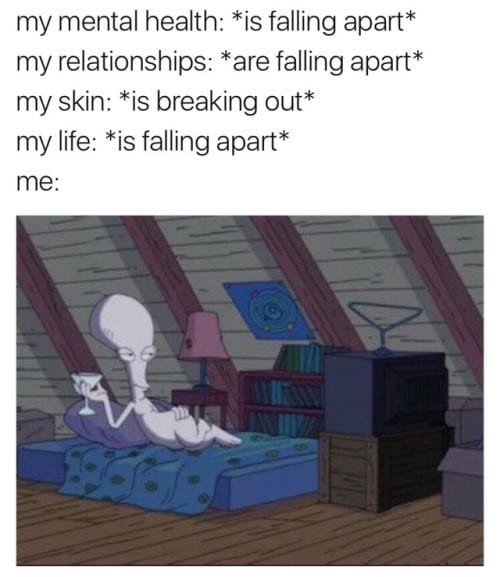 my mental health: *is falling apart*
my relationships: *are falling apart*
my skin: *is breaking out*
my life: *is falling apart*
me: